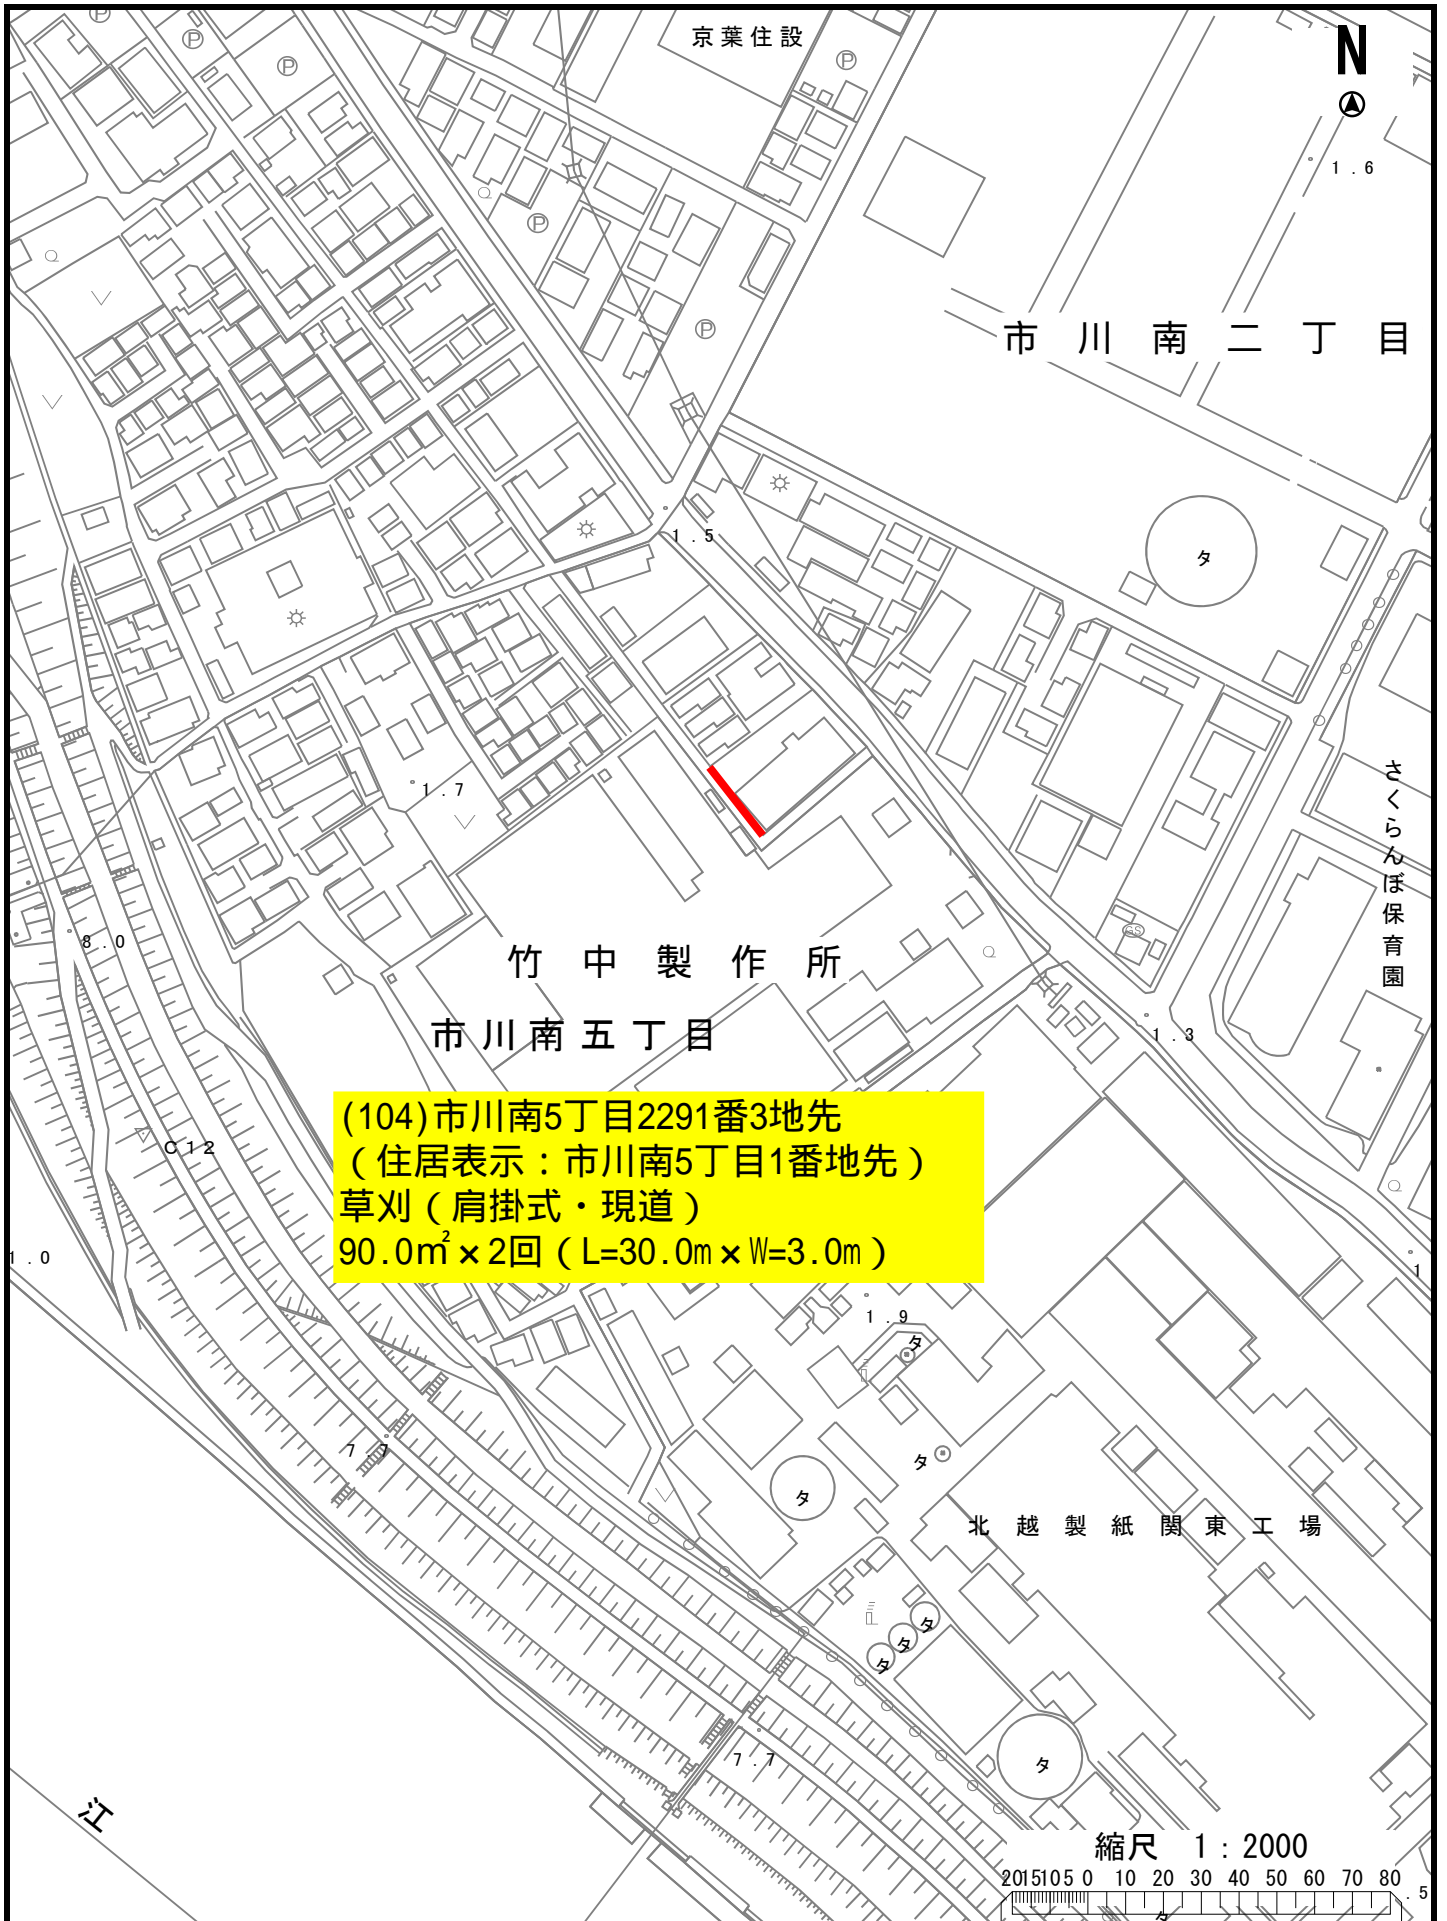 京葉住設
N
1.6
市川南二丁目
1.5
タ
さくらんぼ保育園
1.7
8.0
竹中製作所
市川南五丁目
1.3
(104)市川南5丁目2291番3地先
（住居表示：市川南5丁目1番地先）
草刈（肩掛式・現道）
90.0㎡×2回（L=30.0m×W=3.0m）
C12
1.0
1
1.9
タ
7.7
タ
タ
北越製紙関東工場
タ
タ
タ
7.7
タ
江
縮尺 1:2000
20 15 10 5 0 10 20 30 40 50 60 70 80
.5
タ
P
P
P
P
P
P
GS